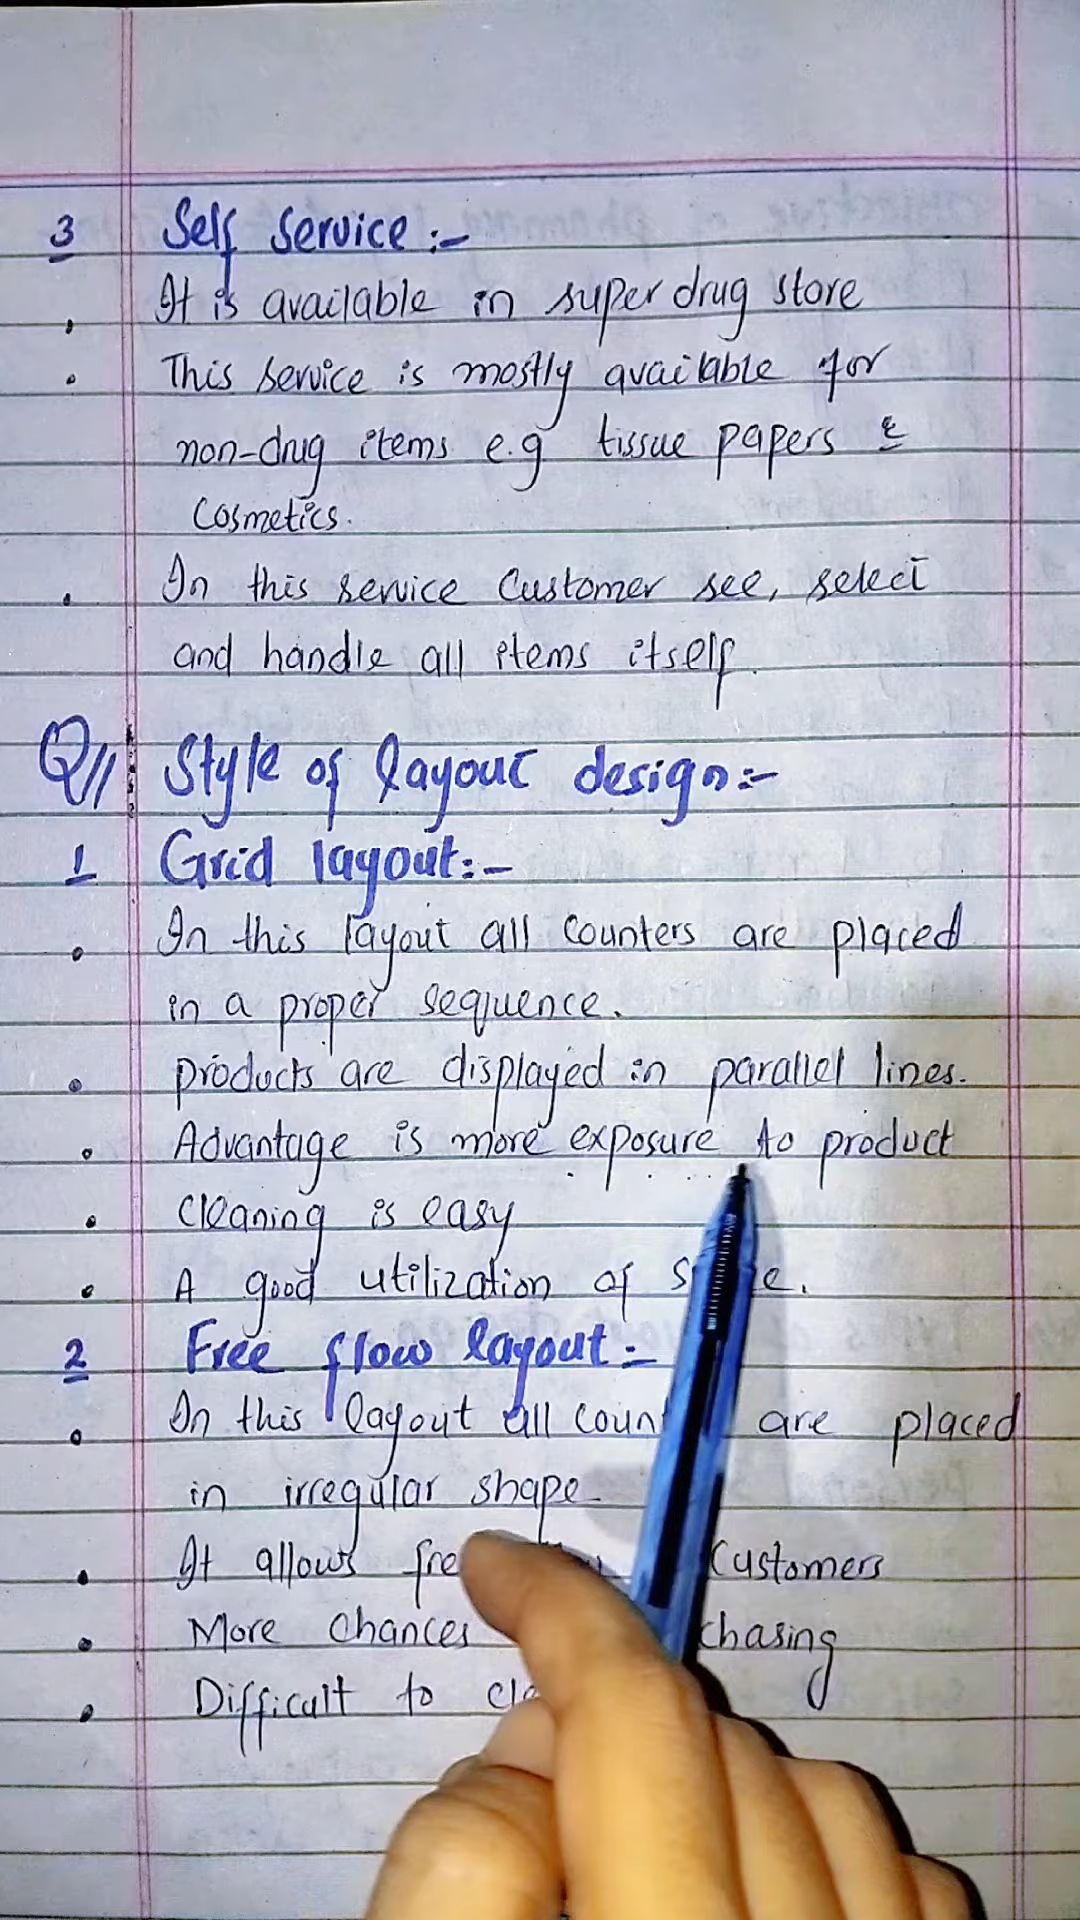 3 Self Service :-
It is available in super drug store
This service is mostly available for
non-drug items e.g tissue papers &
Cosmetics.
In this service Customer see, select
and handle all items itself.
Q// Style of layout design:-
1 Grid layout:-
In this layout all counters are placed
in a proper sequence.
products are displayed in parallel lines.
Advantage is more exposure to product
cleaning is easy
A good utilization of
2 Free flow layout:-
In this layout all are placed
in irregular shape
It allows Customers
More Chances
Difficult to